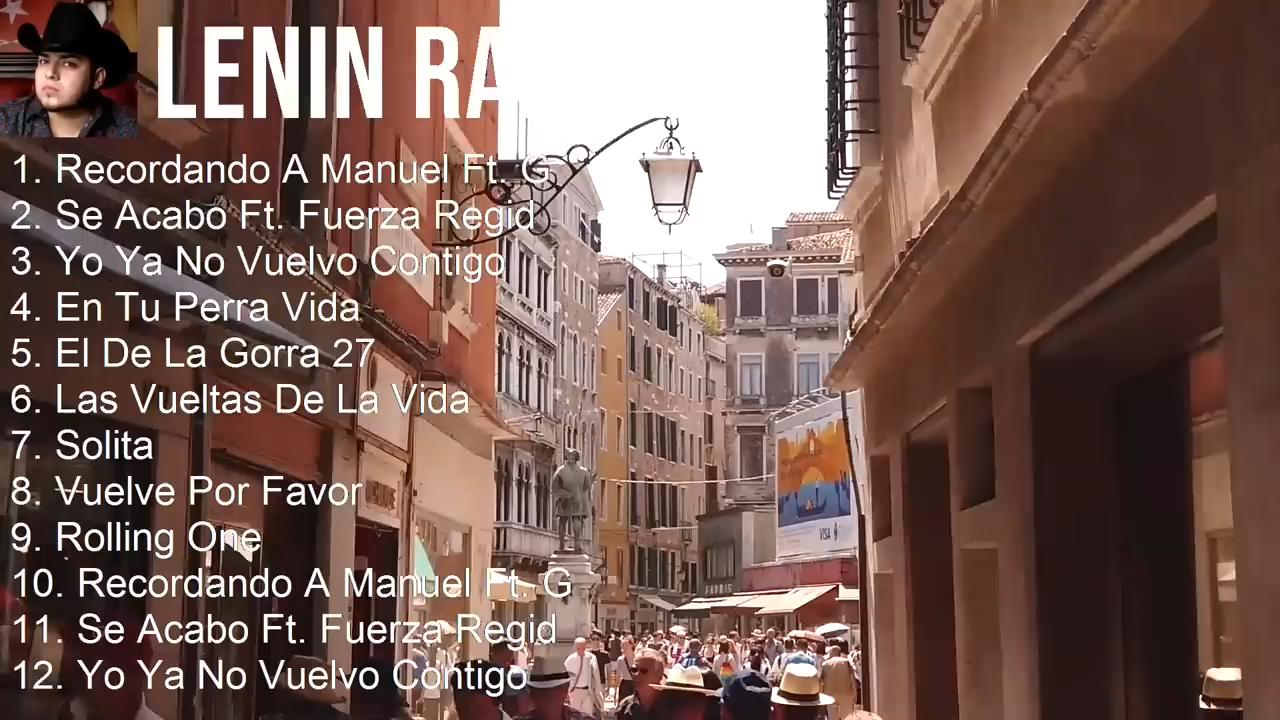 LENIN RA
1. Recordando A Manuel Ft. G
2. Se Acabo Ft. Fuerza Regid
3. Yo Ya No Vuelvo Contigo
4. En Tu Perra Vida
5. El De La Gorra 27
6. Las Vueltas De La Vida
7. Solita
8. Vuelve Por Favor
9. Rolling One
10. Recordando A Manuel Ft. G
11. Se Acabo Ft. Fuerza Regid
12. Yo Ya No Vuelvo Contigo
VISA